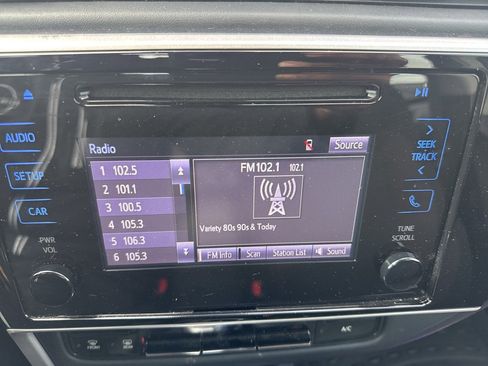 AUDIO
SETUP
CAR
PWR
VOL
Radio
Source
1 102.5
2 101.1
3 100.5
4 105.3
5 106.3
6 105.3
FM102.1 102.1
Variety 80s 90s & Today
FM Info
Scan
Station List
Sound
SEEK
TRACK
TUNE
SCROLL
FRONT
REAR
A/C